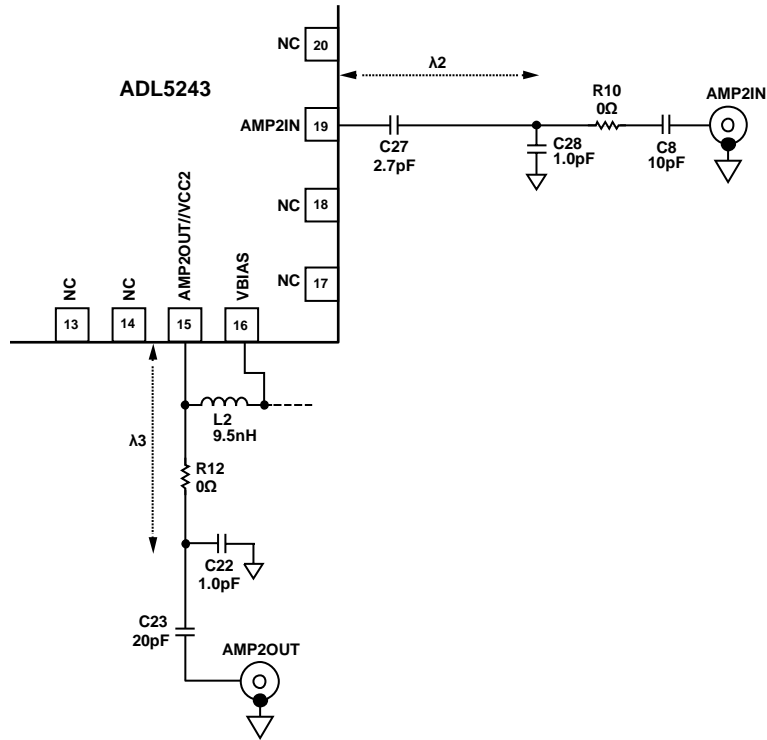 NC
20
λ2
ADL5243
R10
0Ω
AMP2IN
AMP2IN
19
C27
2.7pF
C28
1.0pF
C8
10pF
NC
18
NC
17
NC
NC
AMP2OUT//VCC2
VBIAS
13
14
15
16
L2
9.5nH
λ3
R12
0Ω
C22
1.0pF
C23
20pF
AMP2OUT